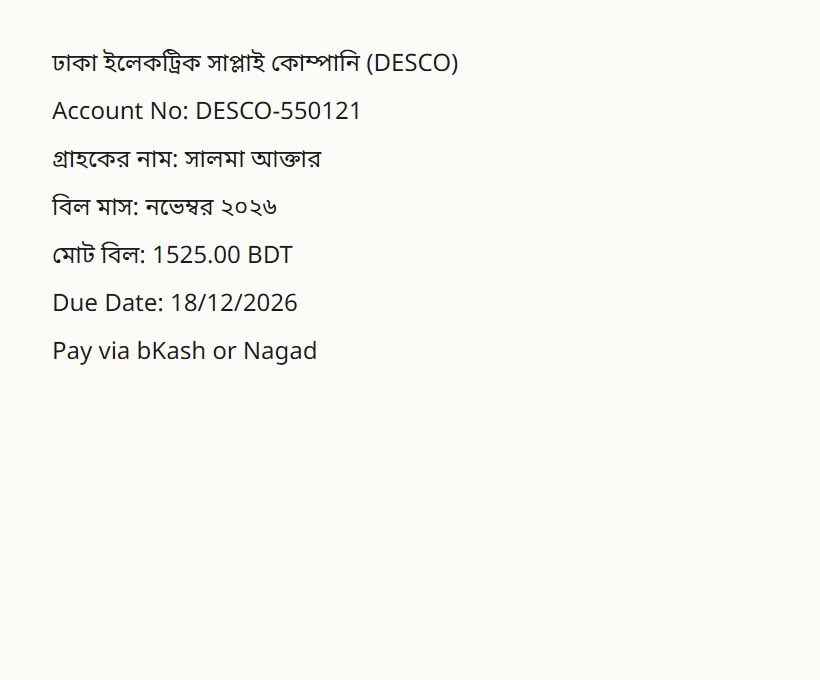 ঢাকা ইলেকট্রিক সাপ্লাই কোম্পানি (DESCO)
Account No: DESCO-550121
গ্রাহকের নাম: সালমা আক্তার
বিল মাস: নভেম্বর ২০২৬
মোট বিল: 1525.00 BDT
Due Date: 18/12/2026
Pay via bKash or Nagad